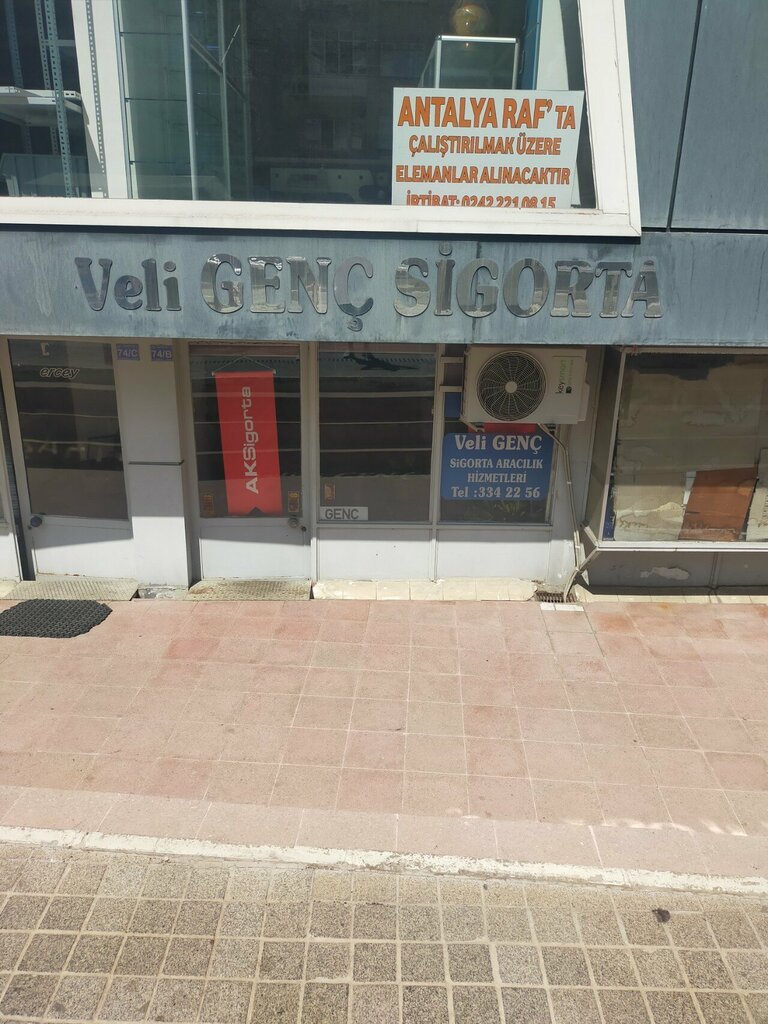 ANTALYA RAF' TA
ÇALIŞTIRILMAK ÜZERE
ELEMANLAR ALINACAKTIR
İRTİBAT: 0242 221 08 15
Veli GENÇ SİGORTA
74/C
74/B
ercey
AKSigorta
GENÇ
Veli GENÇ
SİGORTA ARACILIK
HİZMETLERİ
Tel :334 22 56